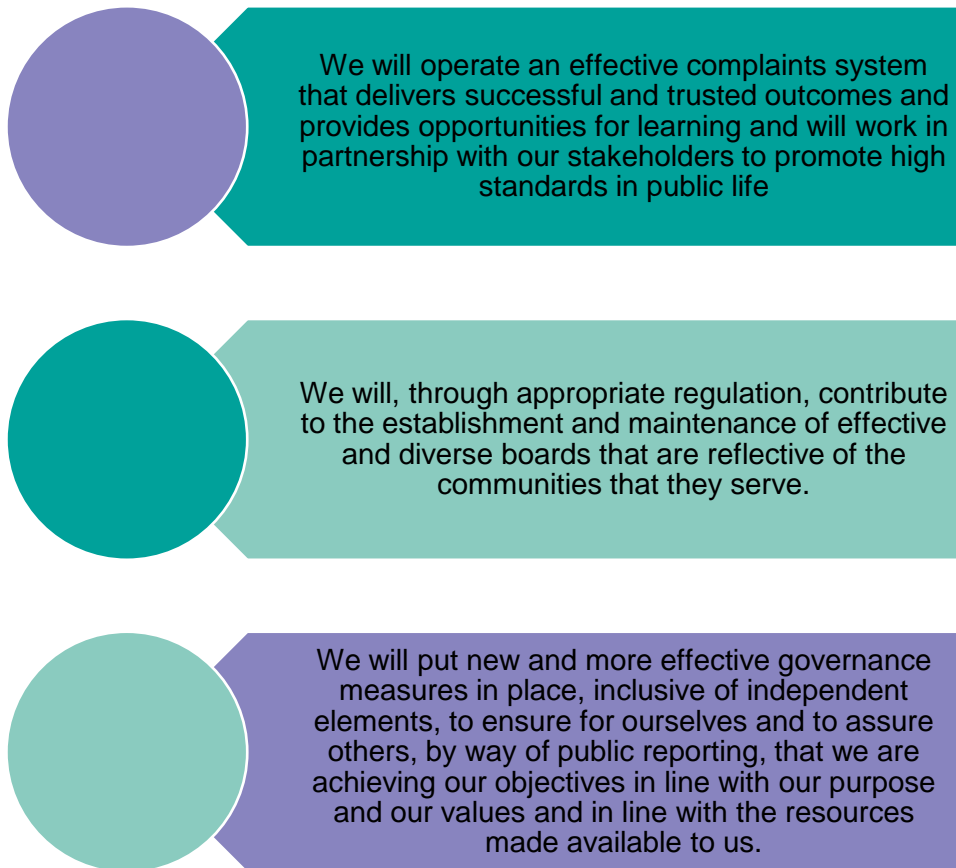 We will operate an effective complaints system
that delivers successful and trusted outcomes and
provides opportunities for learning and will work in
partnership with our stakeholders to promote high
standards in public life
We will, through appropriate regulation, contribute
to the establishment and maintenance of effective
and diverse boards that are reflective of the
communities that they serve.
We will put new and more effective governance
measures in place, inclusive of independent
elements, to ensure for ourselves and to assure
others, by way of public reporting, that we are
achieving our objectives in line with our purpose
and our values and in line with the resources
made available to us.